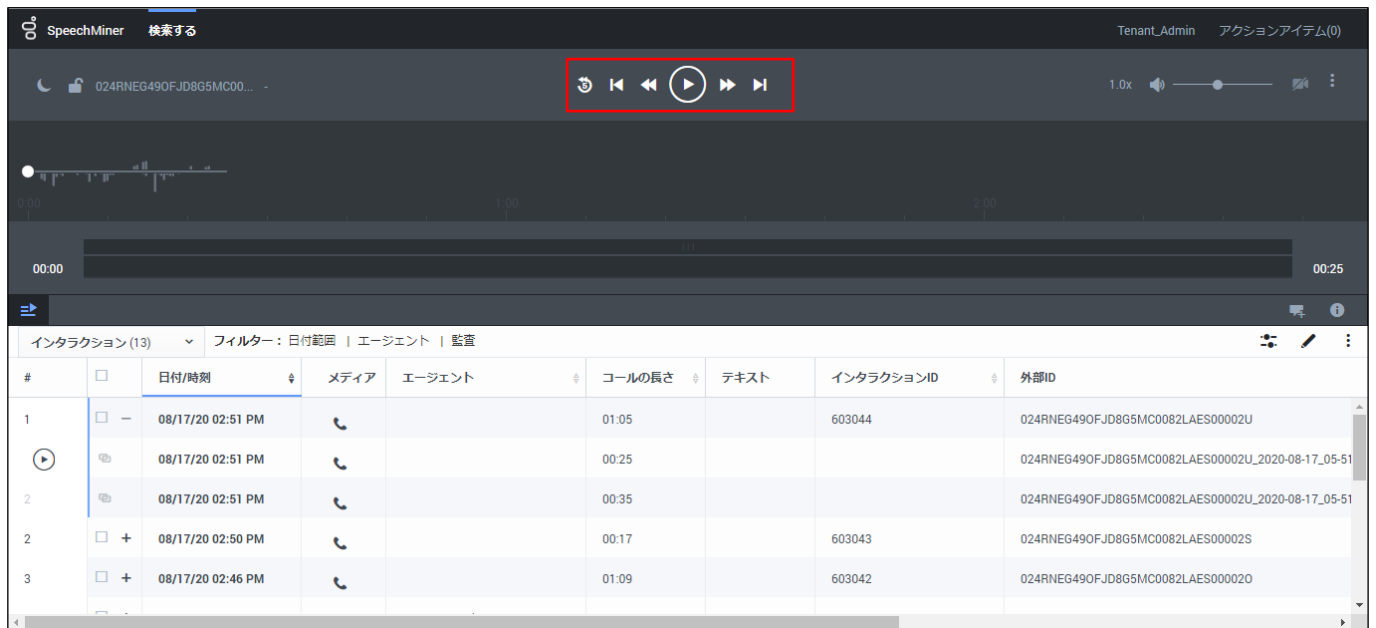 SpeechMiner 検索する Tenant_Admin アクションアイテム(0)
024RNEG49OFJD8G5MC00... - 5 1.0x
0:00 1:00 2:00
00:00 00:25
インタラクション (13) フィルター : 日付範囲 | エージェント | 監査
# 日付/時刻 メディア エージェント コールの長さ テキスト インタラクションID 外部ID
1 08/17/20 02:51 PM 01:05 603044 024RNEG49OFJD8G5MC0082LAES00002U
08/17/20 02:51 PM 00:25 024RNEG49OFJD8G5MC0082LAES00002U_2020-08-17_05-51
2 08/17/20 02:51 PM 00:35 024RNEG49OFJD8G5MC0082LAES00002U_2020-08-17_05-51
2 08/17/20 02:50 PM 00:17 603043 024RNEG49OFJD8G5MC0082LAES00002S
3 08/17/20 02:46 PM 01:09 603042 024RNEG49OFJD8G5MC0082LAES00002O